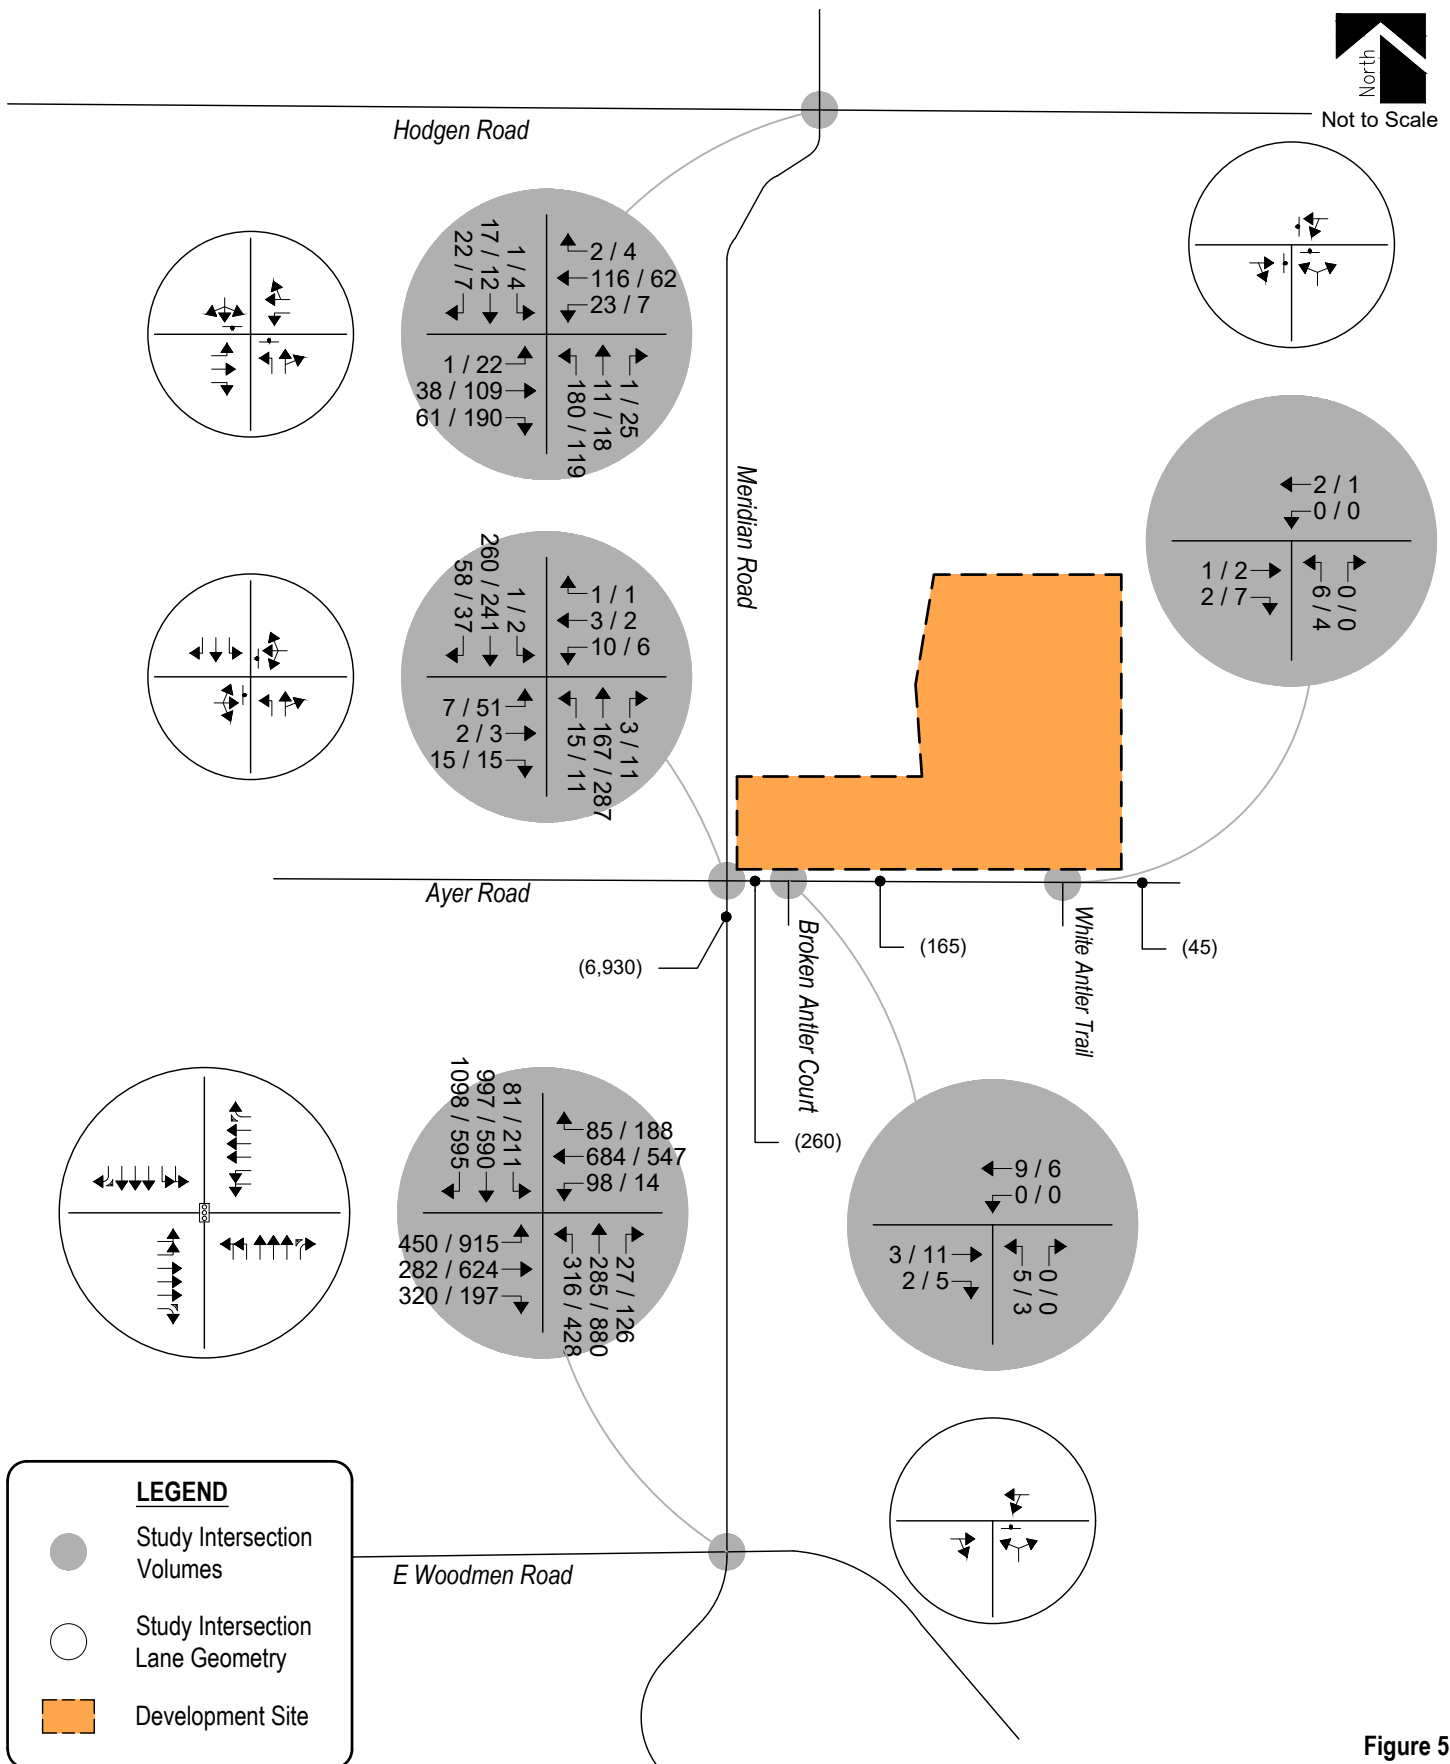 North
Not to Scale
Hodgen Road
22 / 7
17 / 12
1 / 4
2 / 4
116 / 62
23 / 7
1 / 22
38 / 109
61 / 190
180 / 119
11 / 18
1 / 25
Meridian Road
2 / 1
0 / 0
1 / 2
2 / 7
6 / 4
0 / 0
58 / 37
260 / 241
1 / 2
1 / 1
3 / 2
10 / 6
7 / 51
2 / 3
15 / 15
15 / 11
167 / 287
3 / 11
Ayer Road
(6,930)
Broken Antler Court
(165)
White Antler Trail
(45)
(260)
1098 / 595
997 / 590
81 / 211
85 / 188
684 / 547
98 / 14
450 / 915
282 / 624
320 / 197
316 / 428
285 / 880
27 / 126
9 / 6
0 / 0
3 / 11
2 / 5
5 / 3
0 / 0
E Woodmen Road
LEGEND
Study Intersection
Volumes
Study Intersection
Lane Geometry
Development Site
Figure 5